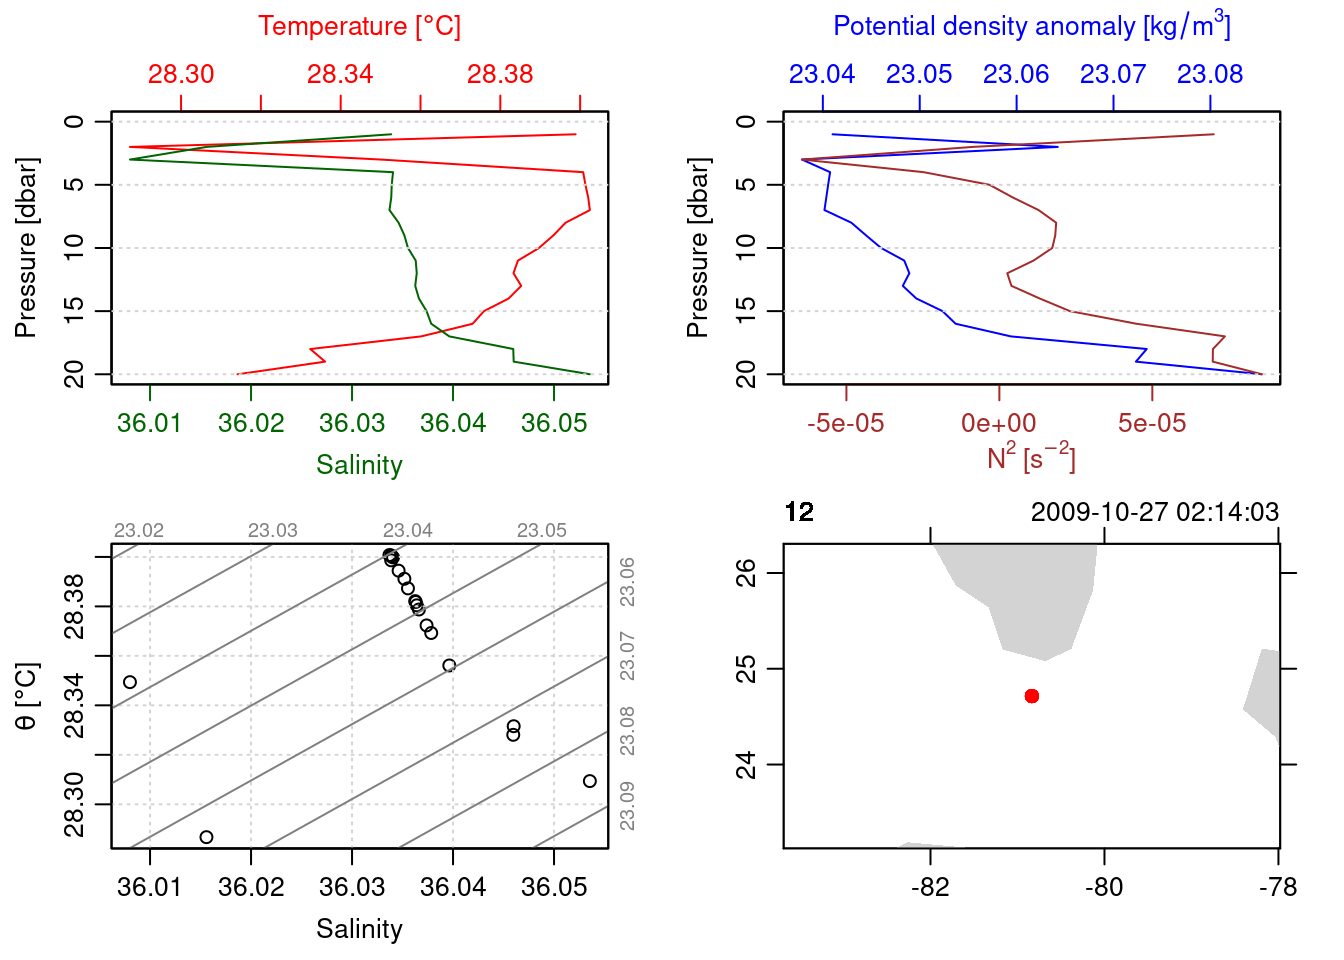 Temperature [°C]
28.30 28.34 28.38
0
5
10
15
20
Pressure [dbar]
36.01 36.02 36.03 36.04 36.05
Salinity
Potential density anomaly [kg/m³]
23.04 23.05 23.06 23.07 23.08
0
5
10
15
20
Pressure [dbar]
-5e-05 0e+00 5e-05
N² [s⁻²]
23.02 23.03 23.04 23.05
23.06
23.07
23.08
23.09
28.38
28.34
28.30
θ [°C]
36.01 36.02 36.03 36.04 36.05
Salinity
12 2009-10-27 02:14:03
26
25
24
-82 -80 -78